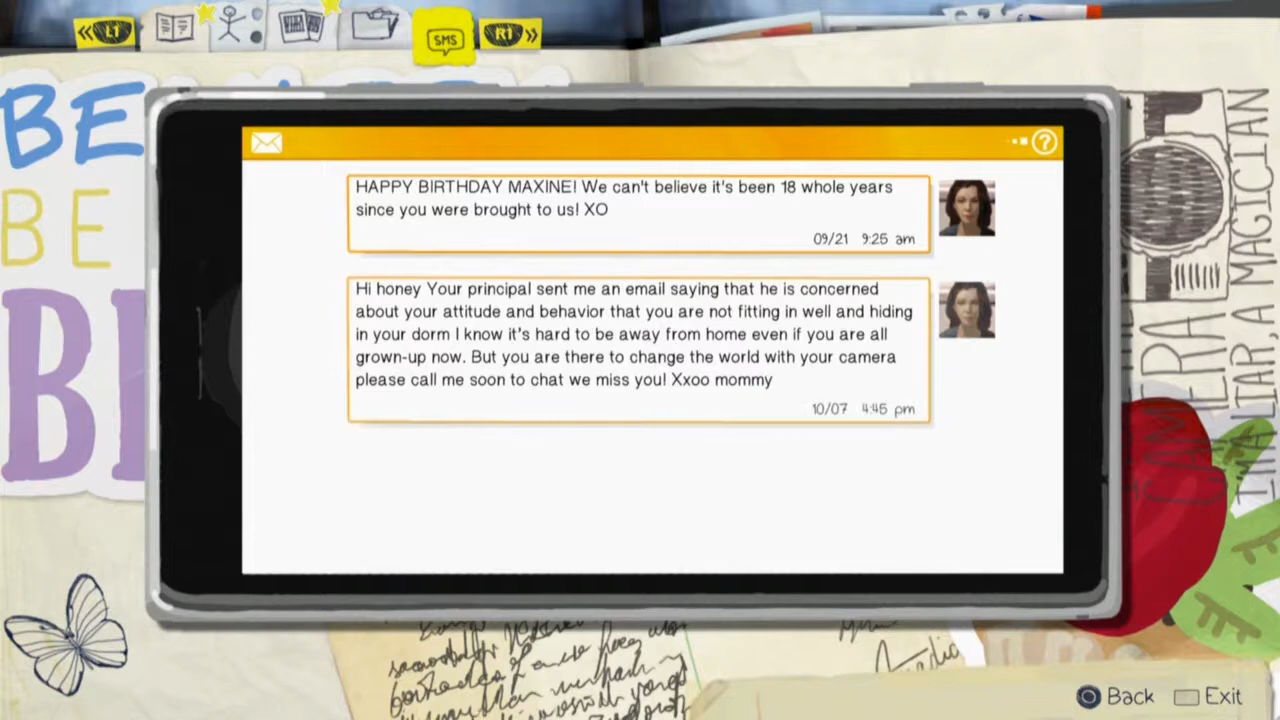 L1
SMS
R1
BE
BE
HAPPY BIRTHDAY MAXINE! We can't believe it's been 18 whole years
since you were brought to us! XO
09/21 9:25 am
Hi honey Your principal sent me an email saying that he is concerned
about your attitude and behavior that you are not fitting in well and hiding
in your dorm I know it's hard to be away from home even if you are all
grown-up now. But you are there to change the world with your camera
please call me soon to chat we miss you! Xxoo mommy
10/07 4:45 pm
I'M A LIAR, A MAGICIAN
Back
Exit